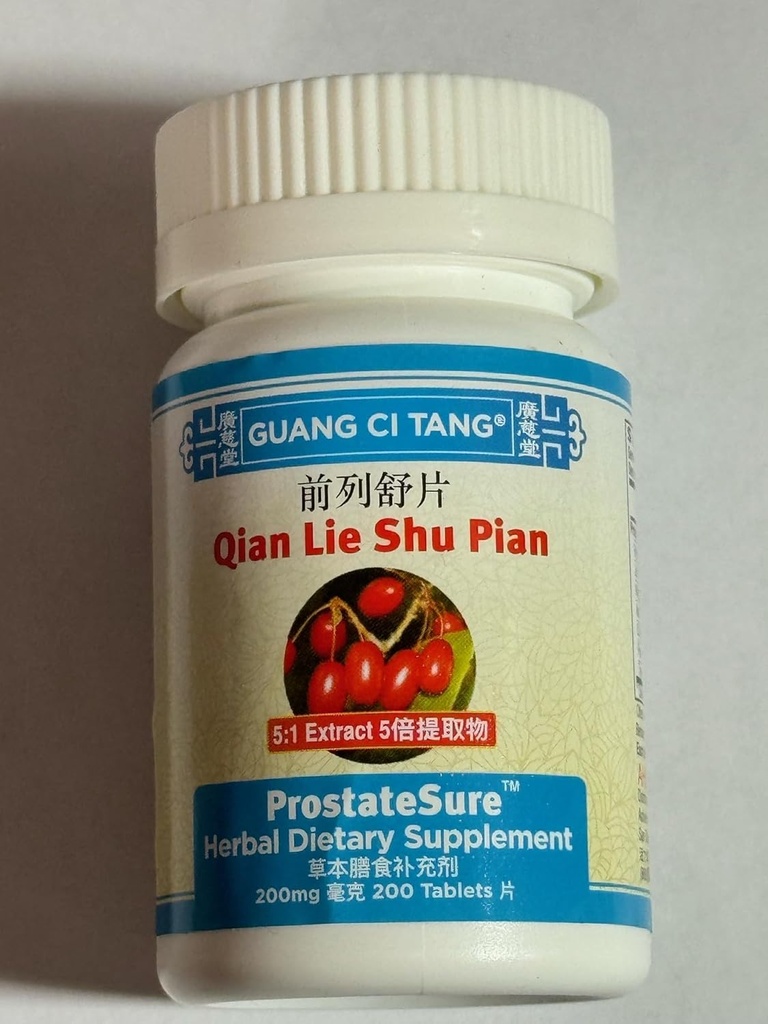 廣慈堂 GUANG CI TANG® 廣慈堂
前列舒片
Qian Lie Shu Pian
5:1 Extract 5倍提取物
ProstateSure™
Herbal Dietary Supplement
草本膳食补充剂
200mg 毫克 200 Tablets 片